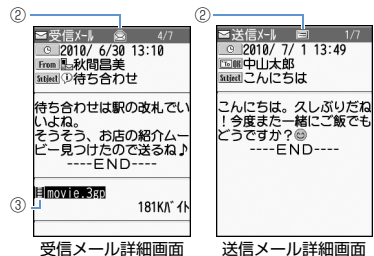 ②
②
受信メール 4/7
2010/ 6/30 13:10
From 秋間昌美
Subject 待ち合わせ
待ち合わせは駅の改札でい
いよね。
そうそう、お店の紹介ムー
ビー見つけたので送るね♪
----END----
③
movie.3gp
181Kバイト
受信メール詳細画面
送信メール 1/7
2010/ 7/ 1 13:49
To 中山太郎
Subject こんにちは
こんにちは。久しぶりだね
!今度また一緒にご飯でも
どうですか?😊
----END----
送信メール詳細画面